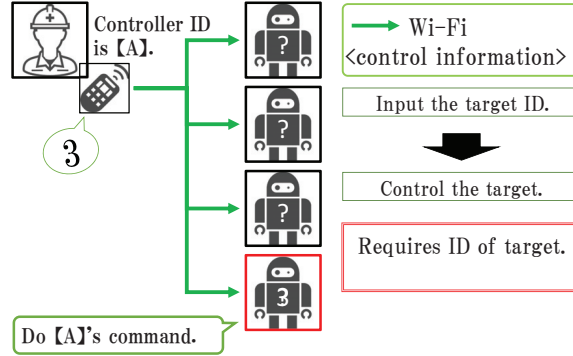 Controller ID
is【A】.
3
?
?
?
3
Do【A】's command.
Wi-Fi
<control information>
Input the target ID.
Control the target.
Requires ID of target.